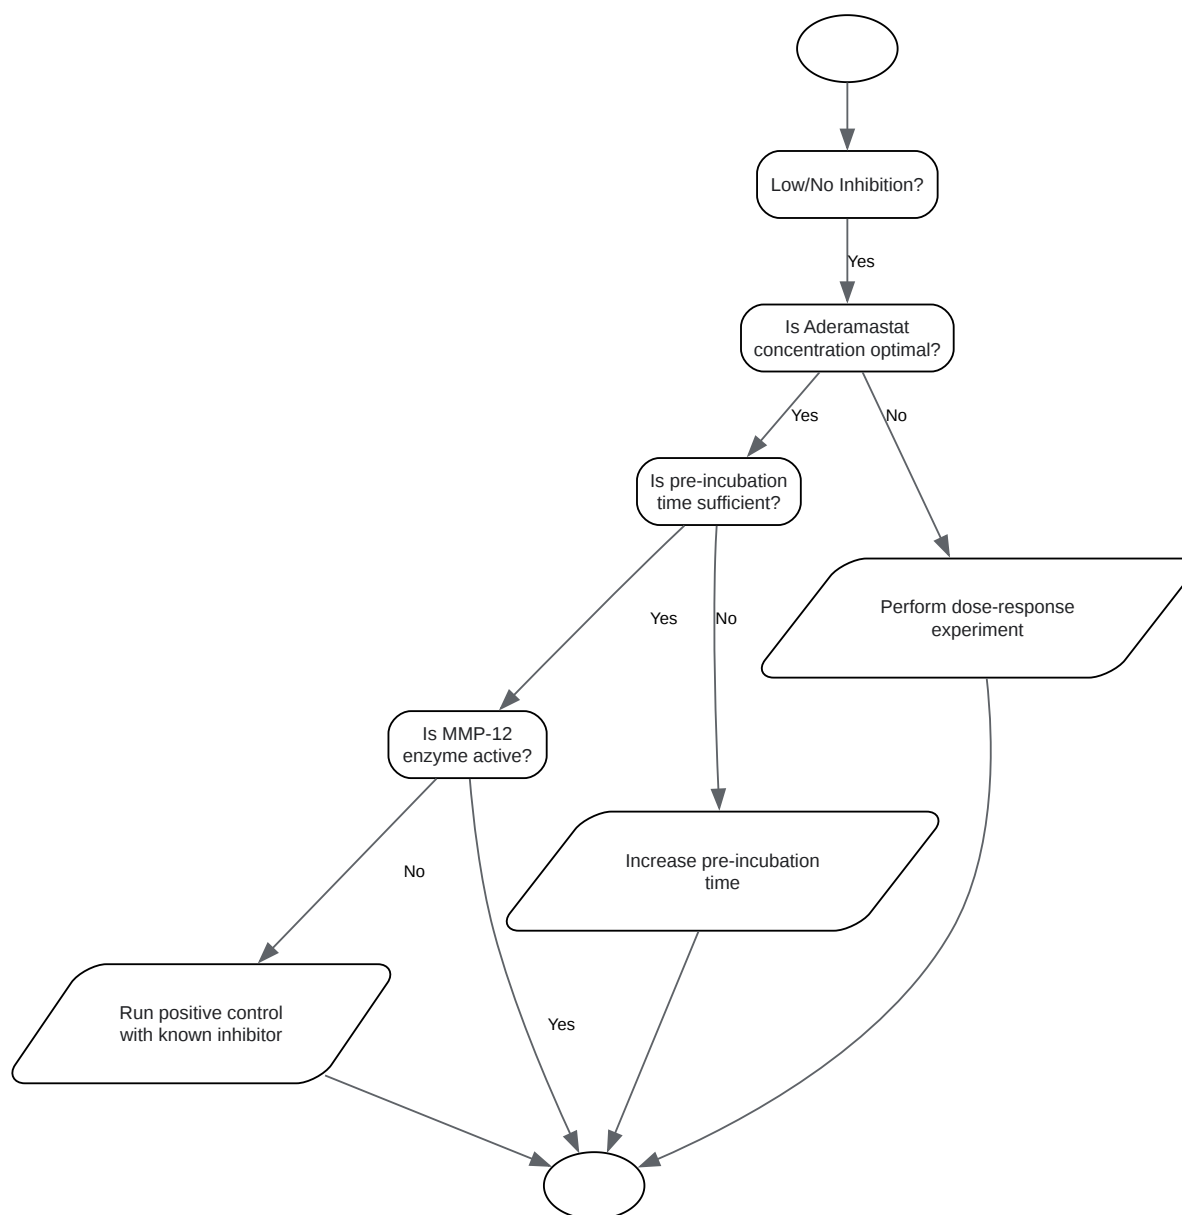 Low/No Inhibition?
Yes
Is Aderamastat
concentration optimal?
Yes
No
Is pre-incubation
time sufficient?
Perform dose-response
experiment
Yes
No
Is MMP-12
enzyme active?
Increase pre-incubation
time
No
Run positive control
with known inhibitor
Yes